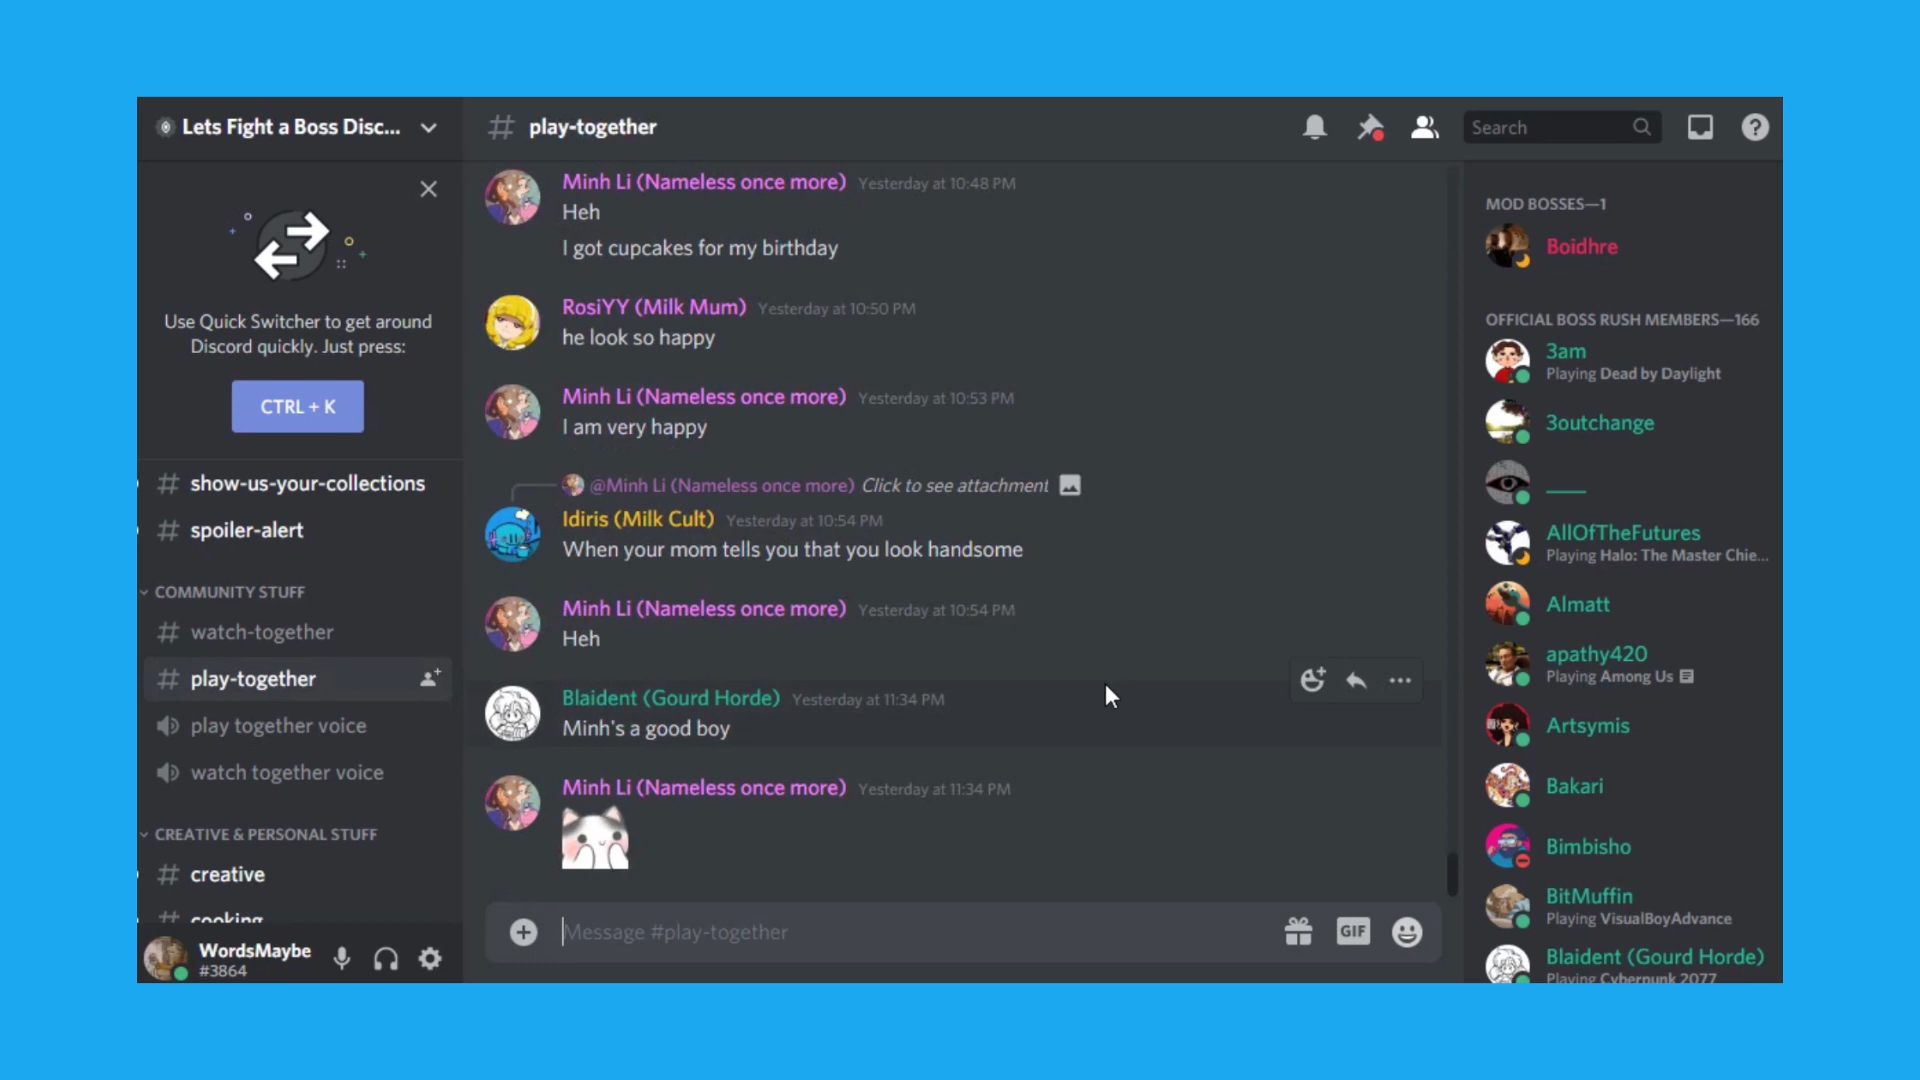 Lets Fight a Boss Disc...
Use Quick Switcher to get around
Discord quickly. Just press:
CTRL + K
# show-us-your-collections
# spoiler-alert
COMMUNITY STUFF
# watch-together
# play-together
play together voice
watch together voice
CREATIVE & PERSONAL STUFF
# creative
# cooking
WordsMaybe
#3864
# play-together
Search
Minh Li (Nameless once more) Yesterday at 10:48 PM
Heh
I got cupcakes for my birthday
RosiYY (Milk Mum) Yesterday at 10:50 PM
he look so happy
Minh Li (Nameless once more) Yesterday at 10:53 PM
I am very happy
@Minh Li (Nameless once more) Click to see attachment
Idiris (Milk Cult) Yesterday at 10:54 PM
When your mom tells you that you look handsome
Minh Li (Nameless once more) Yesterday at 10:54 PM
Heh
Blaident (Gourd Horde) Yesterday at 11:34 PM
Minh's a good boy
Minh Li (Nameless once more) Yesterday at 11:34 PM
Message #play-together
GIF
MOD BOSSES—1
Boidhre
OFFICIAL BOSS RUSH MEMBERS—166
3am
Playing Dead by Daylight
3outchange
___
AllOfTheFutures
Playing Halo: The Master Chie...
Almatt
apathy420
Playing Among Us
Artsymis
Bakari
Bimbisho
BitMuffin
Playing VisualBoyAdvance
Blaident (Gourd Horde)
Playing Cyberpunk 2077